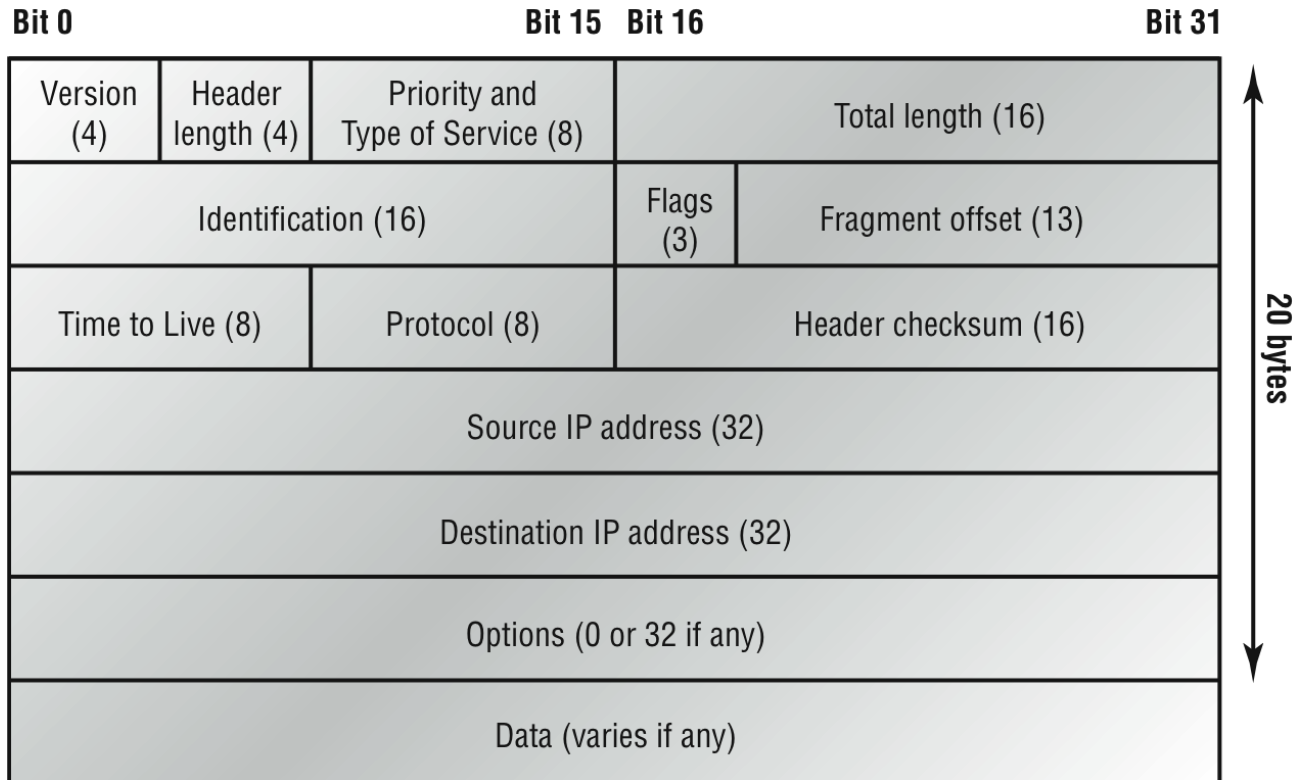 Bit 0 Bit 15 Bit 16 Bit 31
Version
(4)
Header
length (4)
Priority and
Type of Service (8)
Total length (16)
Identification (16)
Flags
(3)
Fragment offset (13)
Time to Live (8)
Protocol (8)
Header checksum (16)
Source IP address (32)
Destination IP address (32)
Options (0 or 32 if any)
Data (varies if any)
20 bytes